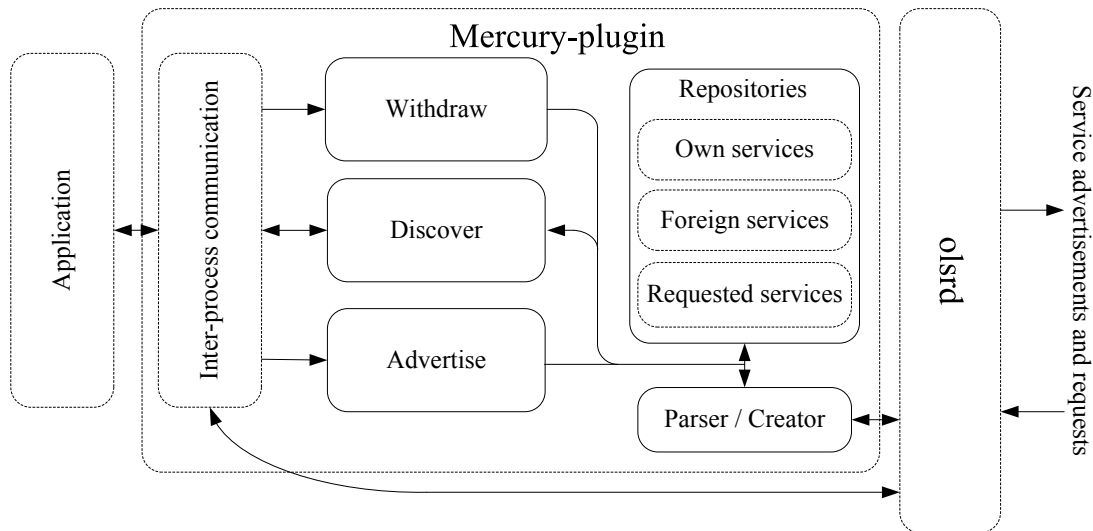 Mercury-plugin
Application
Inter-process communication
Withdraw
Discover
Advertise
Repositories
Own services
Foreign services
Requested services
Parser / Creator
olsrd
Service advertisements and requests